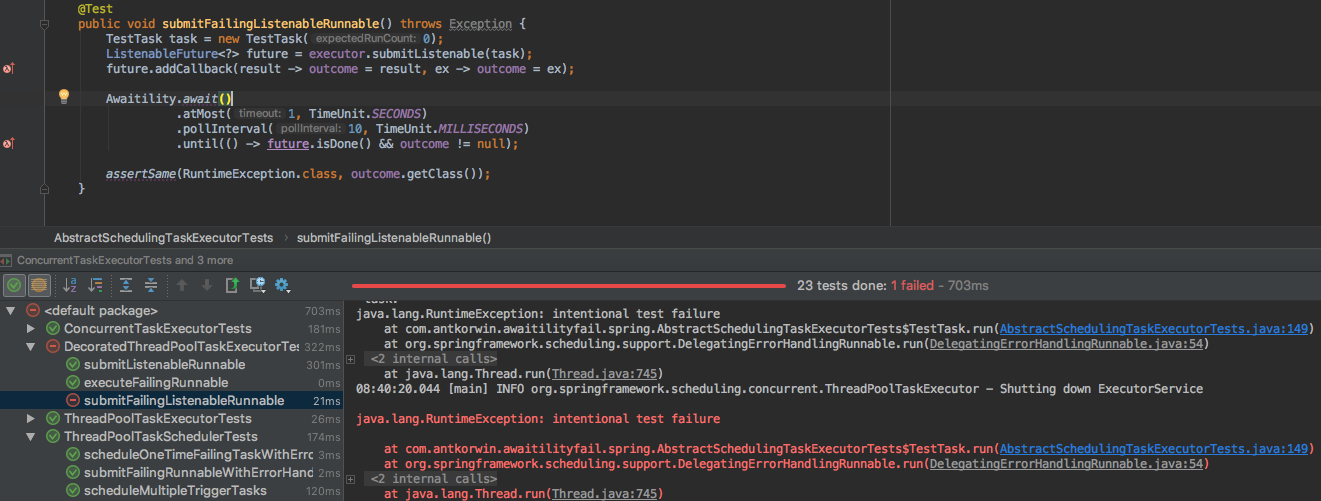 @Test
public void submitFailingListenableRunnable() throws Exception {
TestTask task = new TestTask( expectedRunCount: 0);
ListenableFuture<?> future = executor.submitListenable(task);
future.addCallback(result -> outcome = result, ex -> outcome = ex);
Awaitility.await()
.atMost( timeout: 1, TimeUnit.SECONDS)
.pollInterval( pollInterval: 10, TimeUnit.MILLISECONDS)
.until(() -> future.isDone() && outcome != null);
assertSame(RuntimeException.class, outcome.getClass());
}
AbstractSchedulingTaskExecutorTests › submitFailingListenableRunnable()
ConcurrentTaskExecutorTests and 3 more
23 tests done: 1 failed - 703ms
<default package> 703ms
ConcurrentTaskExecutorTests 181ms
DecoratedThreadPoolTaskExecutorTes 322ms
submitListenableRunnable 301ms
executeFailingRunnable 0ms
submitFailingListenableRunnable 21ms
ThreadPoolTaskExecutorTests 26ms
ThreadPoolTaskSchedulerTests 174ms
scheduleOneTimeFailingTaskWithErro 3ms
submitFailingRunnableWithErrorHand 2ms
scheduleMultipleTriggerTasks 120ms
task.
java.lang.RuntimeException: intentional test failure
at com.antkorwin.awaitilityfail.spring.AbstractSchedulingTaskExecutorTests$TestTask.run(AbstractSchedulingTaskExecutorTests.java:149)
at org.springframework.scheduling.support.DelegatingErrorHandlingRunnable.run(DelegatingErrorHandlingRunnable.java:54)
<2 internal calls>
at java.lang.Thread.run(Thread.java:745)
08:40:20.044 [main] INFO org.springframework.scheduling.concurrent.ThreadPoolTaskExecutor - Shutting down ExecutorService
java.lang.RuntimeException: intentional test failure
at com.antkorwin.awaitilityfail.spring.AbstractSchedulingTaskExecutorTests$TestTask.run(AbstractSchedulingTaskExecutorTests.java:149)
at org.springframework.scheduling.support.DelegatingErrorHandlingRunnable.run(DelegatingErrorHandlingRunnable.java:54)
<2 internal calls>
at java.lang.Thread.run(Thread.java:745)